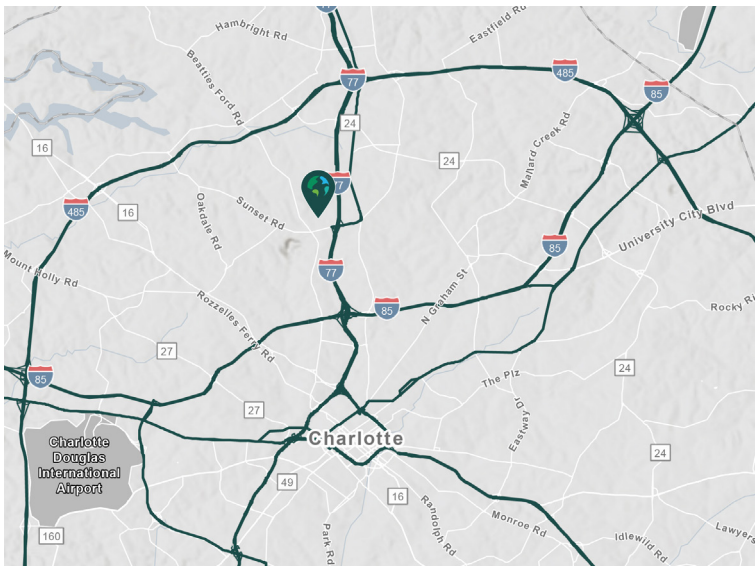 77
Hambright Rd
Eastfield Rd
Beatties Ford Rd
77
485
85
24
Mallard Creek Rd
16
24
77
485
16
Oakdale Rd
Sunset Rd
University City Blvd
85
Mount Holly Rd
77
N Graham St
85
Rozzelles Ferry Rd
Rocky Ri
27
24
85
The Plz
27
Eastway Dr
Charlotte
Charlotte
Douglas
International
Airport
24
49
16
Randolph Rd
Monroe Rd
Lawyers
160
Park Rd
Idlewild Rd